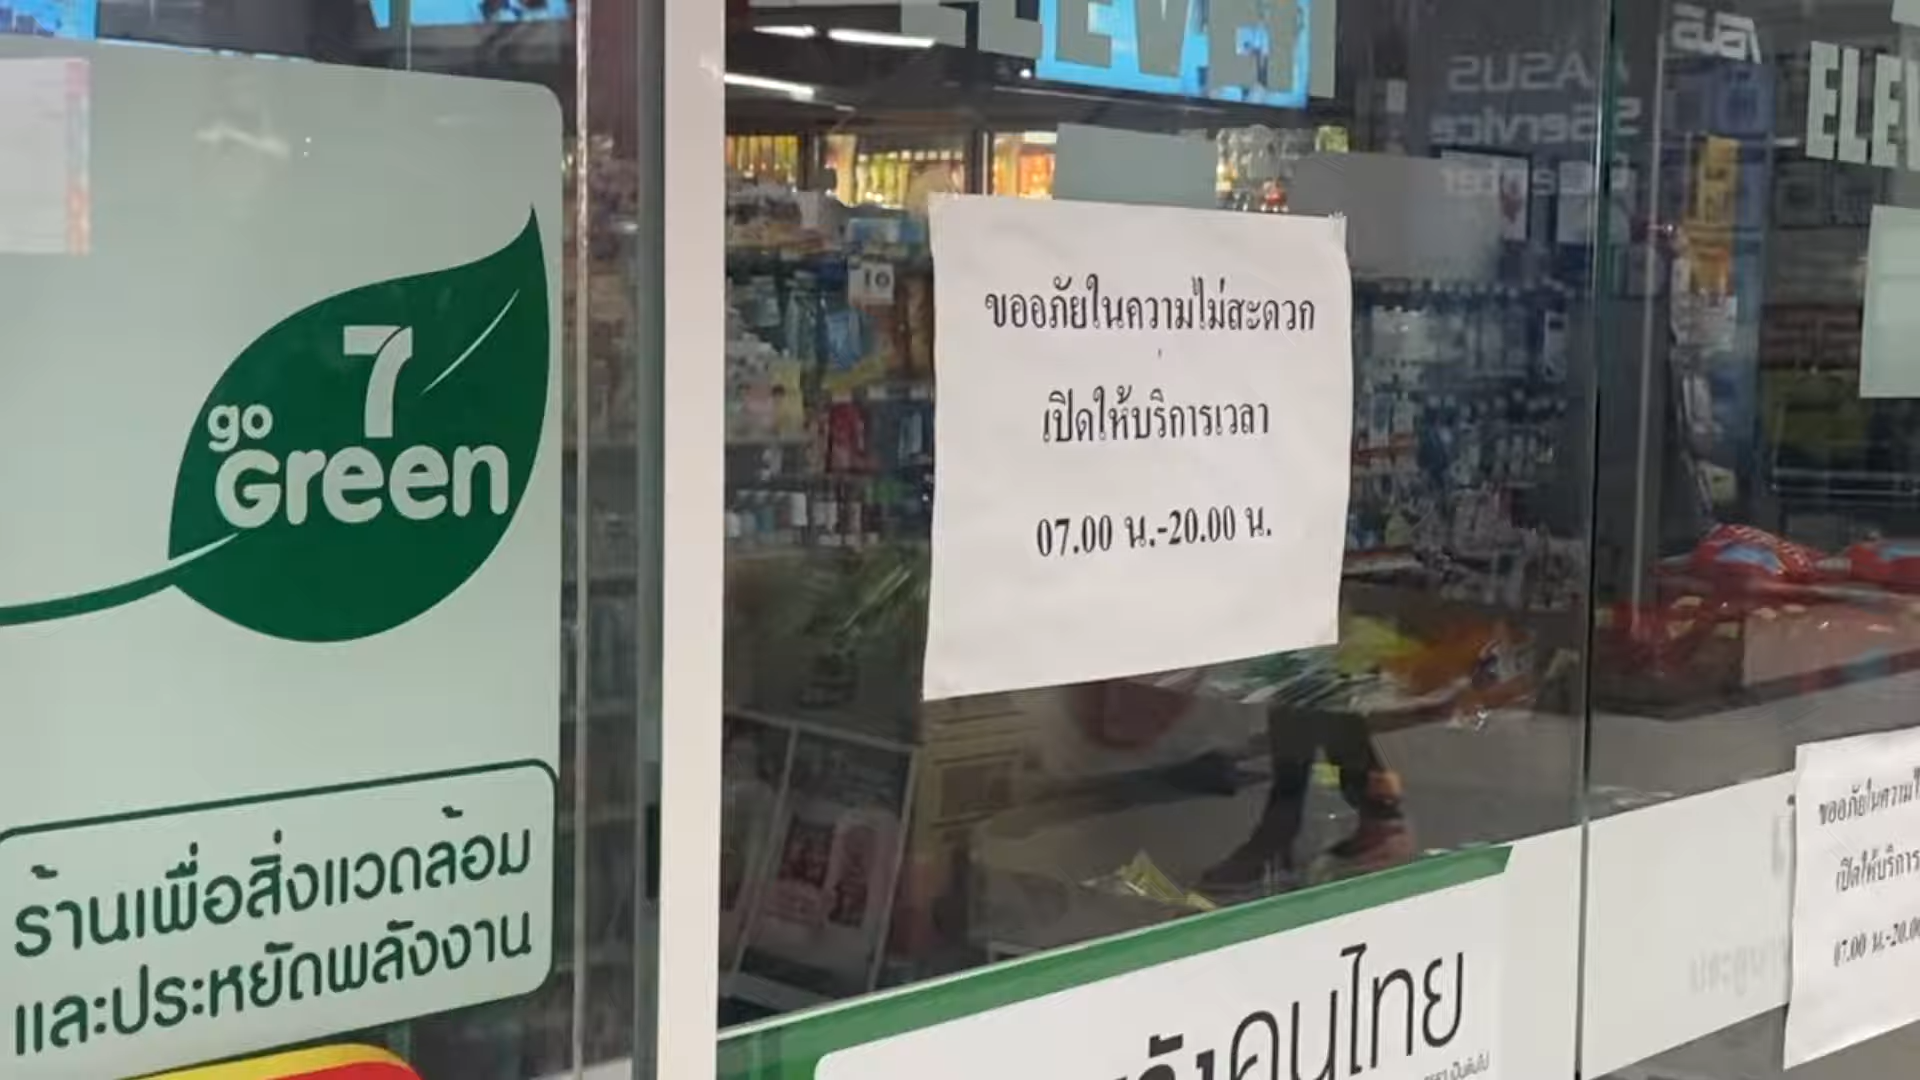 ELEVEN
ASUS
Service
ELEV
10
7
go
Green
ขออภัยในความไม่สะดวก
เปิดให้บริการเวลา
07.00 น.-20.00 น.
ร้านเพื่อสิ่งแวดล้อม
และประหยัดพลังงาน
คนไทย
ขออภัยในความไ
เปิดให้บริการ
07.00 น.-20.00